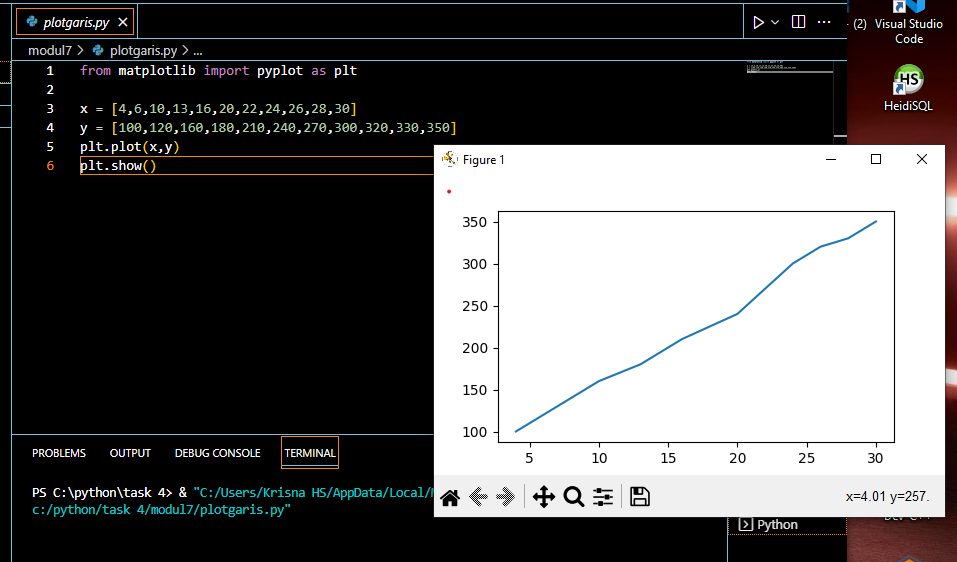 plotgaris.py
modul7 > plotgaris.py > ...
1 from matplotlib import pyplot as plt
2
3 x = [4,6,10,13,16,20,22,24,26,28,30]
4 y = [100,120,160,180,210,240,270,300,320,330,350]
5 plt.plot(x,y)
6 plt.show()
PROBLEMS OUTPUT DEBUG CONSOLE TERMINAL
PS C:\python\task 4> & "C:/Users/Krisna HS/AppData/Local/
c:/python/task 4/modul7/plotgaris.py"
Figure 1
350
300
250
200
150
100
5 10 15 20 25 30
x=4.01 y=257.
Python
(2) Visual Studio
Code
HS
HeidiSQL